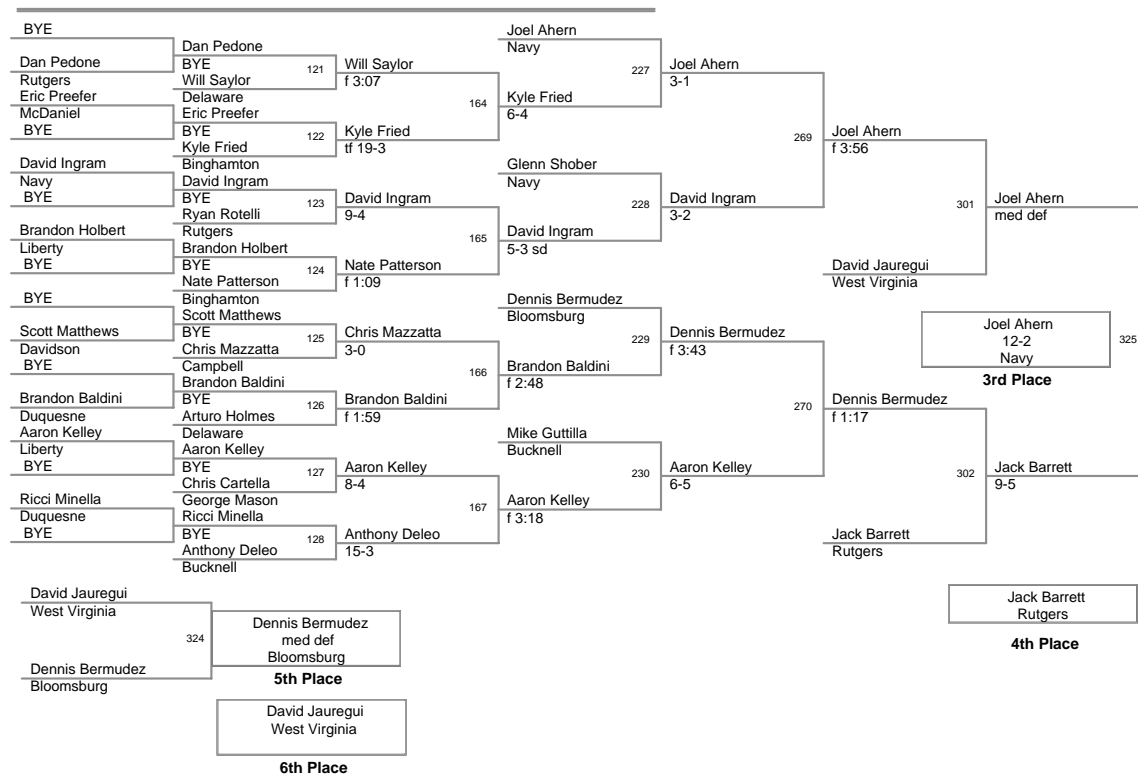 BYE
Dan Pedone
Rutgers
Eric Preefer
McDaniel
BYE
David Ingram
Navy
BYE
Brandon Holbert
Liberty
BYE
BYE
Scott Matthews
Davidson
BYE
Brandon Baldini
Duquesne
Aaron Kelley
Liberty
BYE
Ricci Minella
Duquesne
BYE
Dan Pedone
BYE
121
Will Saylor
Delaware
Eric Preefer
BYE
122
Kyle Fried
Binghamton
David Ingram
BYE
123
Ryan Rotelli
Rutgers
Brandon Holbert
BYE
124
Nate Patterson
Binghamton
Scott Matthews
BYE
125
Chris Mazzatta
Campbell
Brandon Baldini
BYE
126
Arturo Holmes
Delaware
Aaron Kelley
BYE
127
Chris Cartella
George Mason
Ricci Minella
BYE
128
Anthony Deleo
Bucknell
Will Saylor
f 3:07
164
Kyle Fried
tf 19-3
David Ingram
9-4
165
Nate Patterson
f 1:09
Chris Mazzatta
3-0
166
Brandon Baldini
f 1:59
Aaron Kelley
8-4
167
Anthony Deleo
15-3
Joel Ahern
Navy
227
Kyle Fried
6-4
Glenn Shober
Navy
228
David Ingram
5-3 sd
Dennis Bermudez
Bloomsburg
229
Brandon Baldini
f 2:48
Mike Guttilla
Bucknell
230
Aaron Kelley
f 3:18
Joel Ahern
3-1
269
David Ingram
3-2
Dennis Bermudez
f 3:43
270
Aaron Kelley
6-5
Joel Ahern
f 3:56
301
David Jauregui
West Virginia
Dennis Bermudez
f 1:17
302
Jack Barrett
Rutgers
Joel Ahern
med def
Joel Ahern
12-2
Navy
325
3rd Place
Jack Barrett
9-5
Jack Barrett
Rutgers
4th Place
David Jauregui
West Virginia
324
Dennis Bermudez
Bloomsburg
Dennis Bermudez
med def
Bloomsburg
5th Place
David Jauregui
West Virginia
6th Place